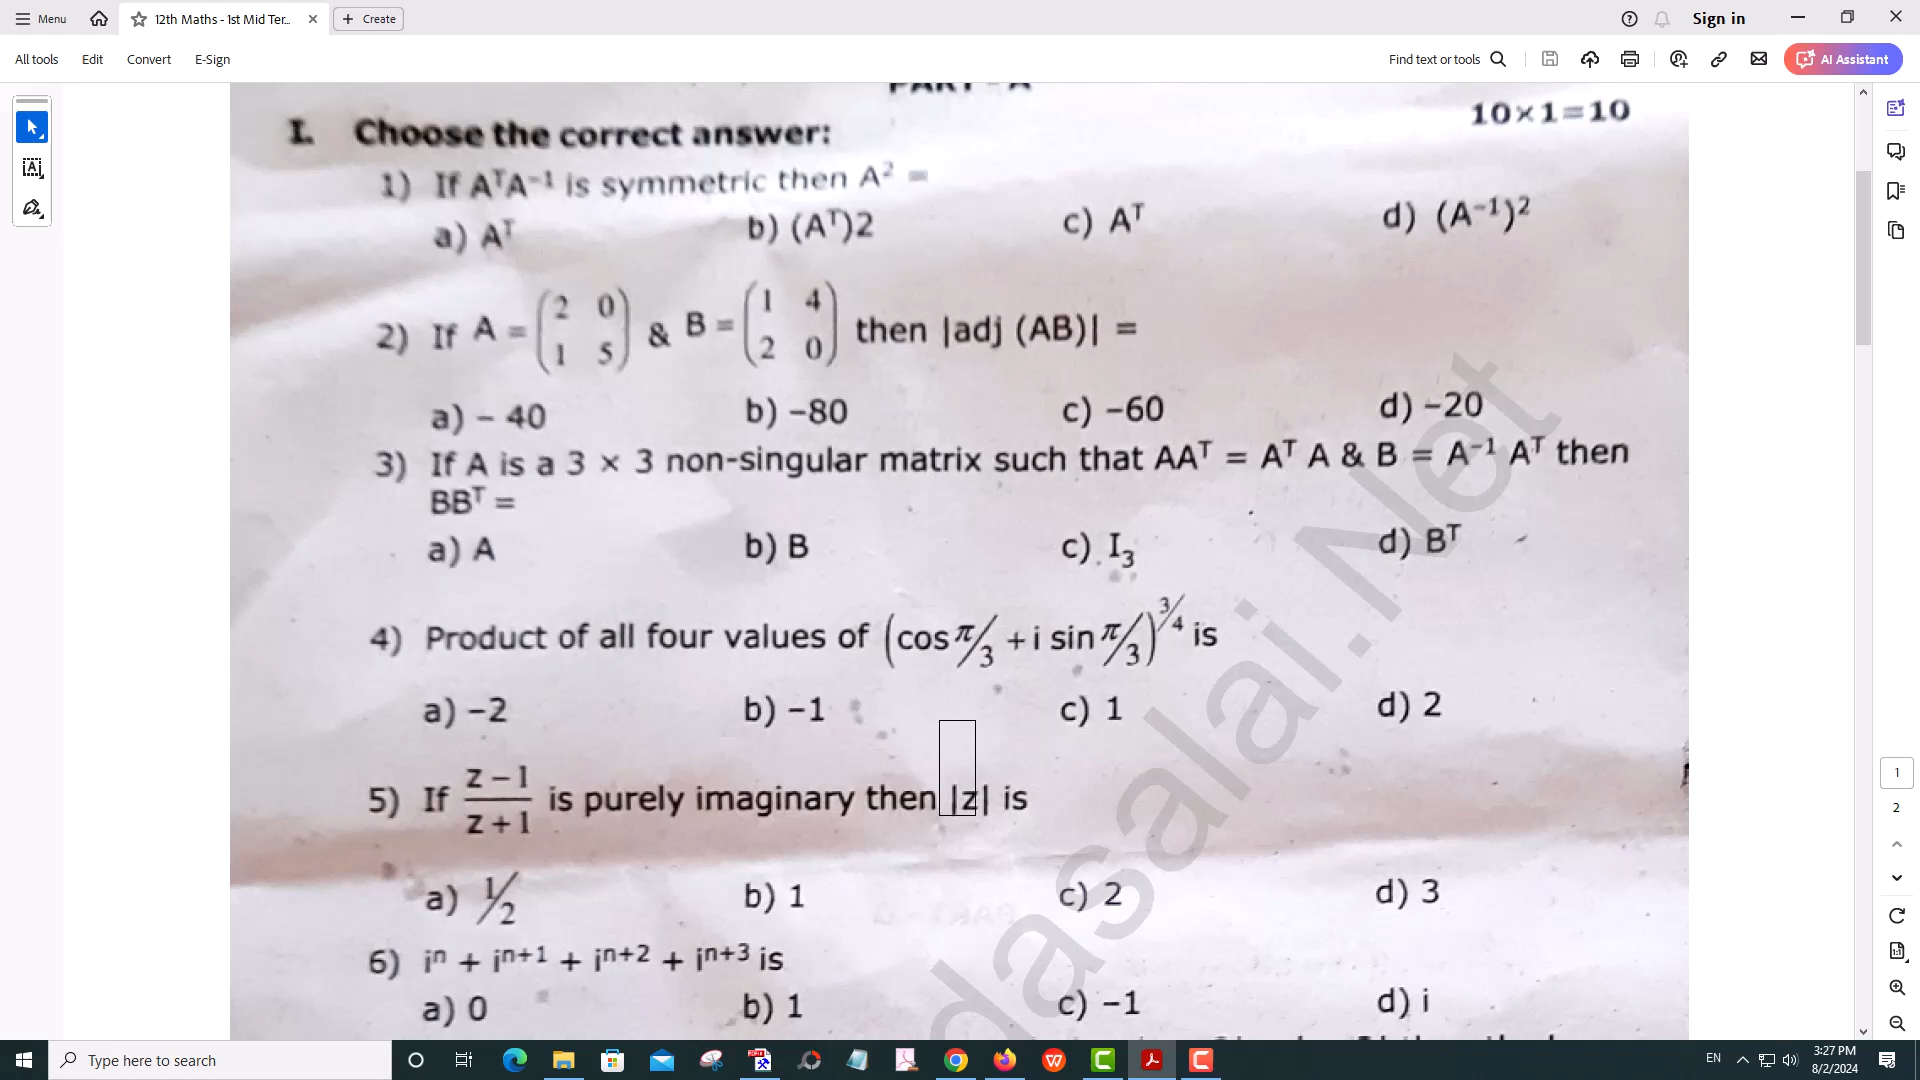 Menu
12th Maths - 1st Mid Ter...
Create
Sign in
All tools
Edit
Convert
E-Sign
Find text or tools
AI Assistant
PART - A
I. Choose the correct answer:
10×1=10
1) If AᵀA⁻¹ is symmetric then A² =
a) Aᵀ b) (Aᵀ)2 c) Aᵀ d) (A⁻¹)²
2) If A = (2 0; 1 5) & B = (1 4; 2 0) then |adj (AB)| =
a) – 40 b) –80 c) –60 d) –20
3) If A is a 3 × 3 non-singular matrix such that AAᵀ = Aᵀ A & B = A⁻¹ Aᵀ then
BBᵀ =
a) A b) B c) I₃ d) Bᵀ
4) Product of all four values of (cos π/3 + i sin π/3)^3/4 is
a) –2 b) –1 c) 1 d) 2
5) If (z – 1)/(z + 1) is purely imaginary then |z| is
a) 1/2 b) 1 c) 2 d) 3
6) iⁿ + iⁿ⁺¹ + iⁿ⁺² + iⁿ⁺³ is
a) 0 b) 1 c) –1 d) i
dasalai.Net
1
2
Type here to search
EN
3:27 PM
8/2/2024